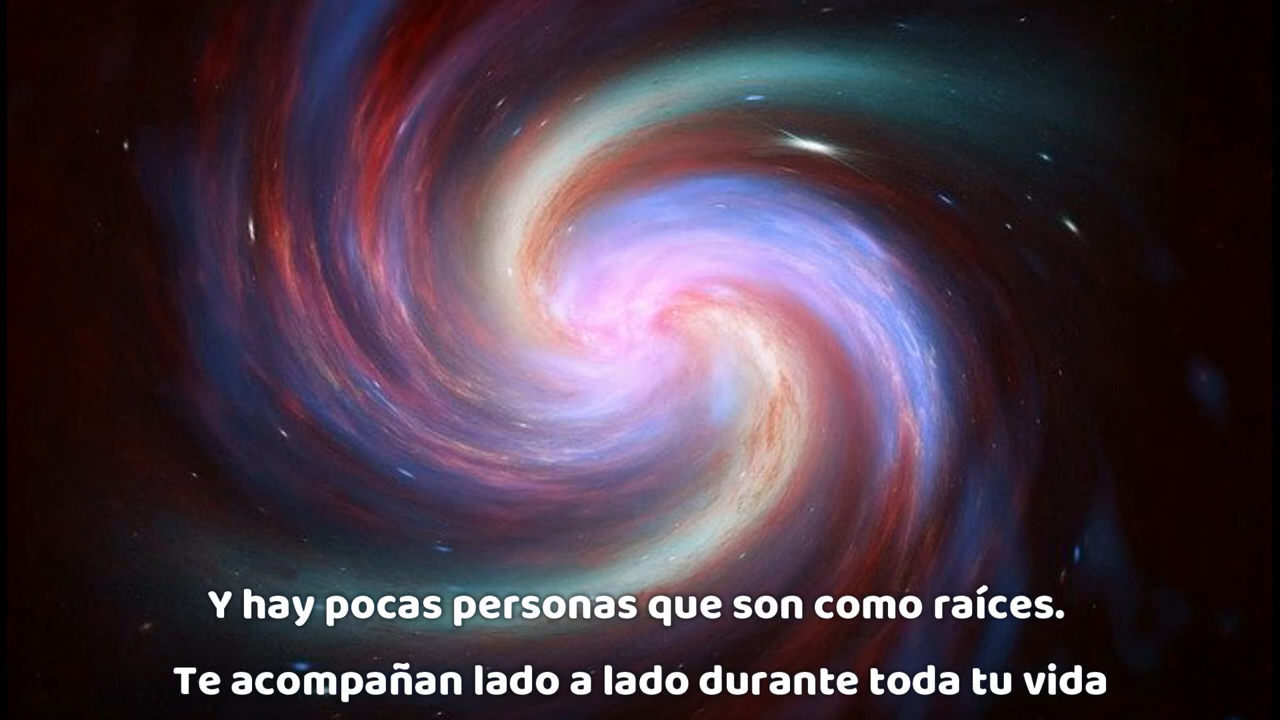 Y hay pocas personas que son como raíces.
Te acompañan lado a lado durante toda tu vida